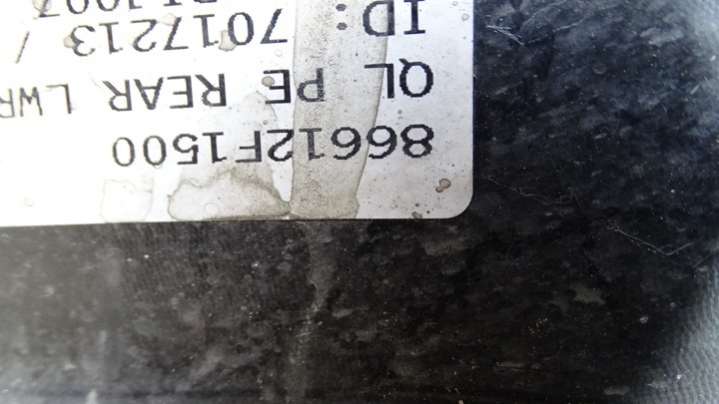 86612F1500
QL PE REAR LWR
ID: 7017213 /